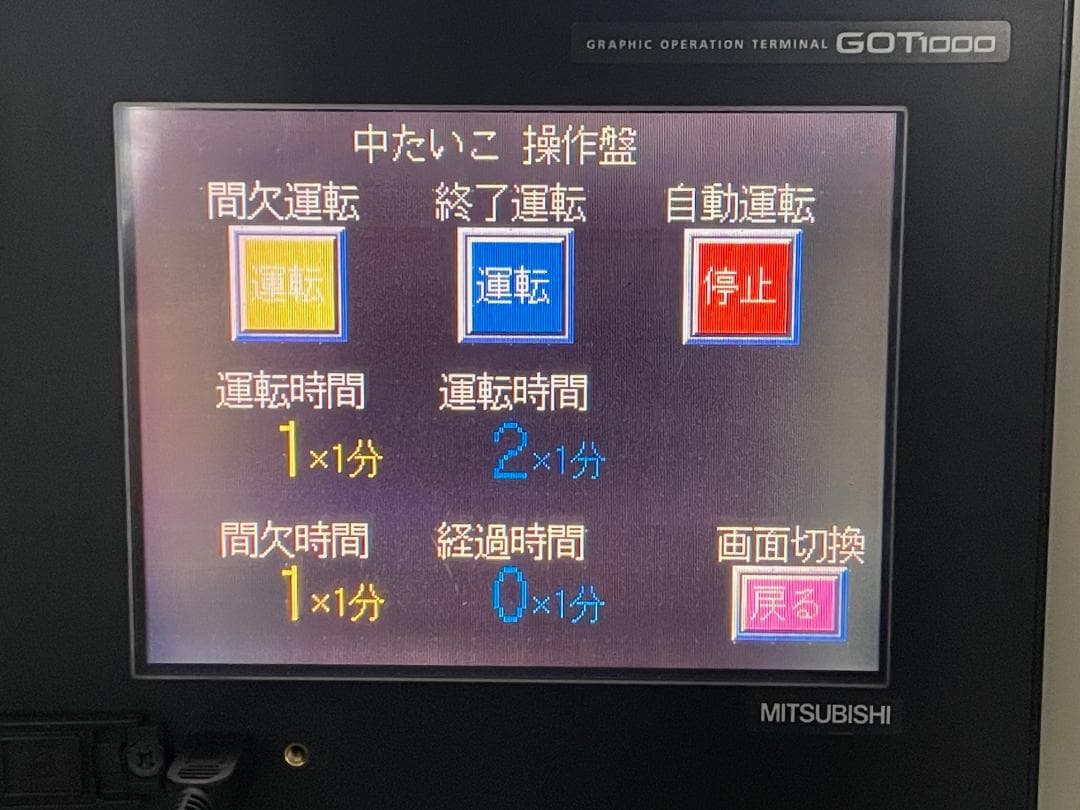 GRAPHIC OPERATION TERMINAL GOT1000
中たいこ 操作盤
間欠運転 終了運転 自動運転
運転 運転 停止
運転時間 運転時間
1×1分 2×1分
間欠時間 経過時間 画面切換
1×1分 0×1分 戻る
MITSUBISHI